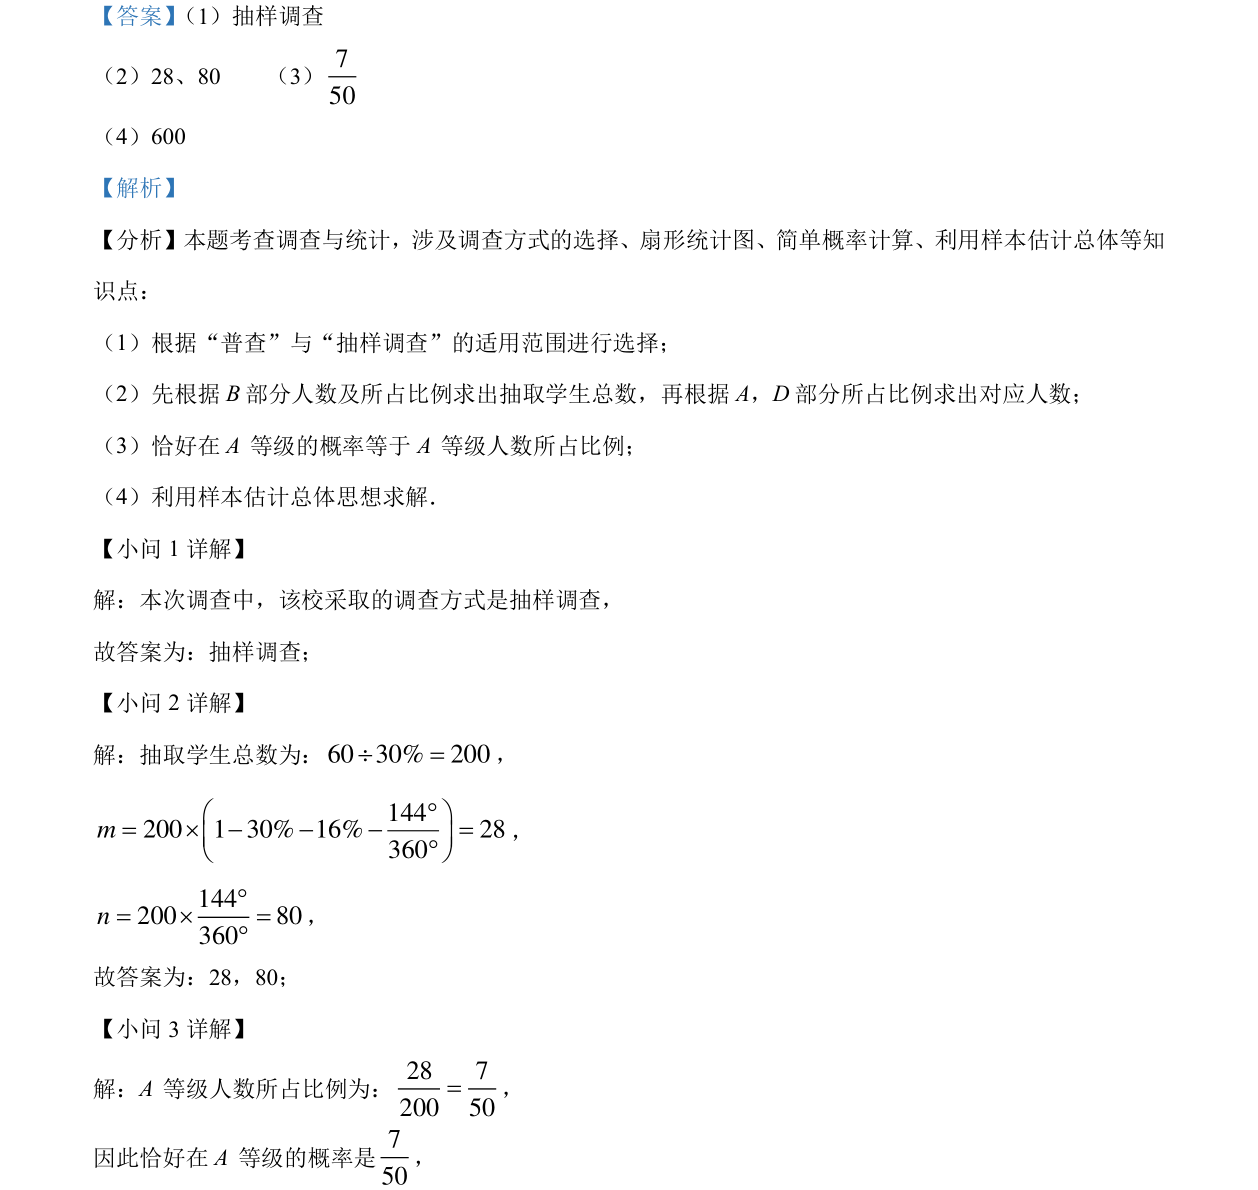 【答案】（1）抽样调查
（2）28、80 （3）7/50
（4）600
【解析】
【分析】本题考查调查与统计，涉及调查方式的选择、扇形统计图、简单概率计算、利用样本估计总体等知
识点：
（1）根据“普查”与“抽样调查”的适用范围进行选择；
（2）先根据 B 部分人数及所占比例求出抽取学生总数，再根据 A，D 部分所占比例求出对应人数；
（3）恰好在 A 等级的概率等于 A 等级人数所占比例；
（4）利用样本估计总体思想求解．
【小问 1 详解】
解：本次调查中，该校采取的调查方式是抽样调查，
故答案为：抽样调查；
【小问 2 详解】
解：抽取学生总数为：60÷30%=200，
m=200×(1−30%−16%−144°/360°)=28，
n=200×144°/360°=80，
故答案为：28，80；
【小问 3 详解】
解：A 等级人数所占比例为：28/200=7/50，
因此恰好在 A 等级的概率是7/50，